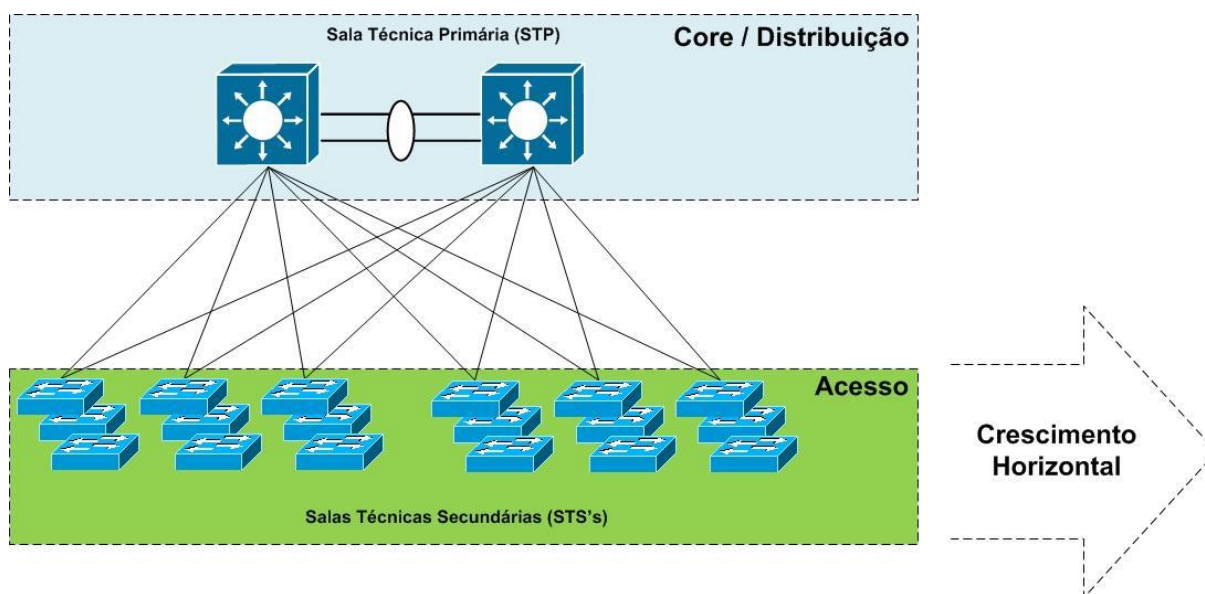 Sala Técnica Primária (STP)
Core / Distribuição
Acesso
Salas Técnicas Secundárias (STS's)
Crescimento
Horizontal